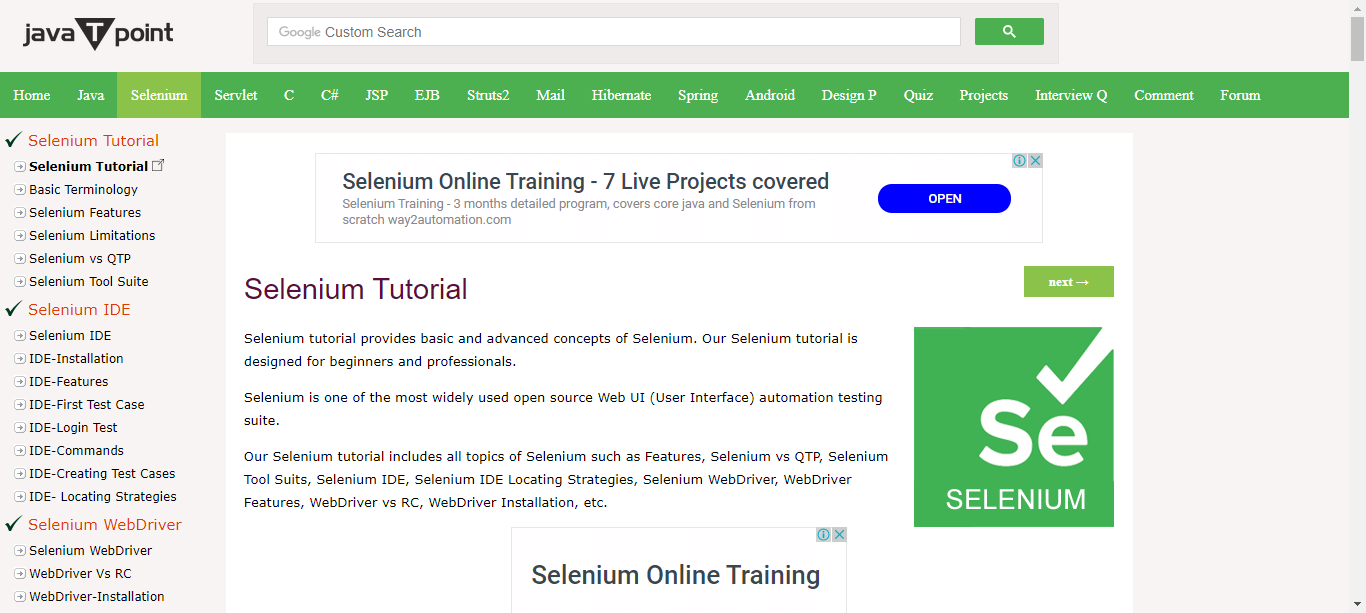 javaTpoint
Google Custom Search
Home Java Selenium Servlet C C# JSP EJB Struts2 Mail Hibernate Spring Android Design P Quiz Projects Interview Q Comment Forum
Selenium Tutorial
Selenium Tutorial
Basic Terminology
Selenium Features
Selenium Limitations
Selenium vs QTP
Selenium Tool Suite
Selenium IDE
Selenium IDE
IDE-Installation
IDE-Features
IDE-First Test Case
IDE-Login Test
IDE-Commands
IDE-Creating Test Cases
IDE- Locating Strategies
Selenium WebDriver
Selenium WebDriver
WebDriver Vs RC
WebDriver-Installation
Selenium Online Training - 7 Live Projects covered
Selenium Training - 3 months detailed program, covers core java and Selenium from
scratch way2automation.com
OPEN
Selenium Tutorial
next →
Selenium tutorial provides basic and advanced concepts of Selenium. Our Selenium tutorial is
designed for beginners and professionals.
Selenium is one of the most widely used open source Web UI (User Interface) automation testing
suite.
Our Selenium tutorial includes all topics of Selenium such as Features, Selenium vs QTP, Selenium
Tool Suits, Selenium IDE, Selenium IDE Locating Strategies, Selenium WebDriver, WebDriver
Features, WebDriver vs RC, WebDriver Installation, etc.
Se
SELENIUM
Selenium Online Training